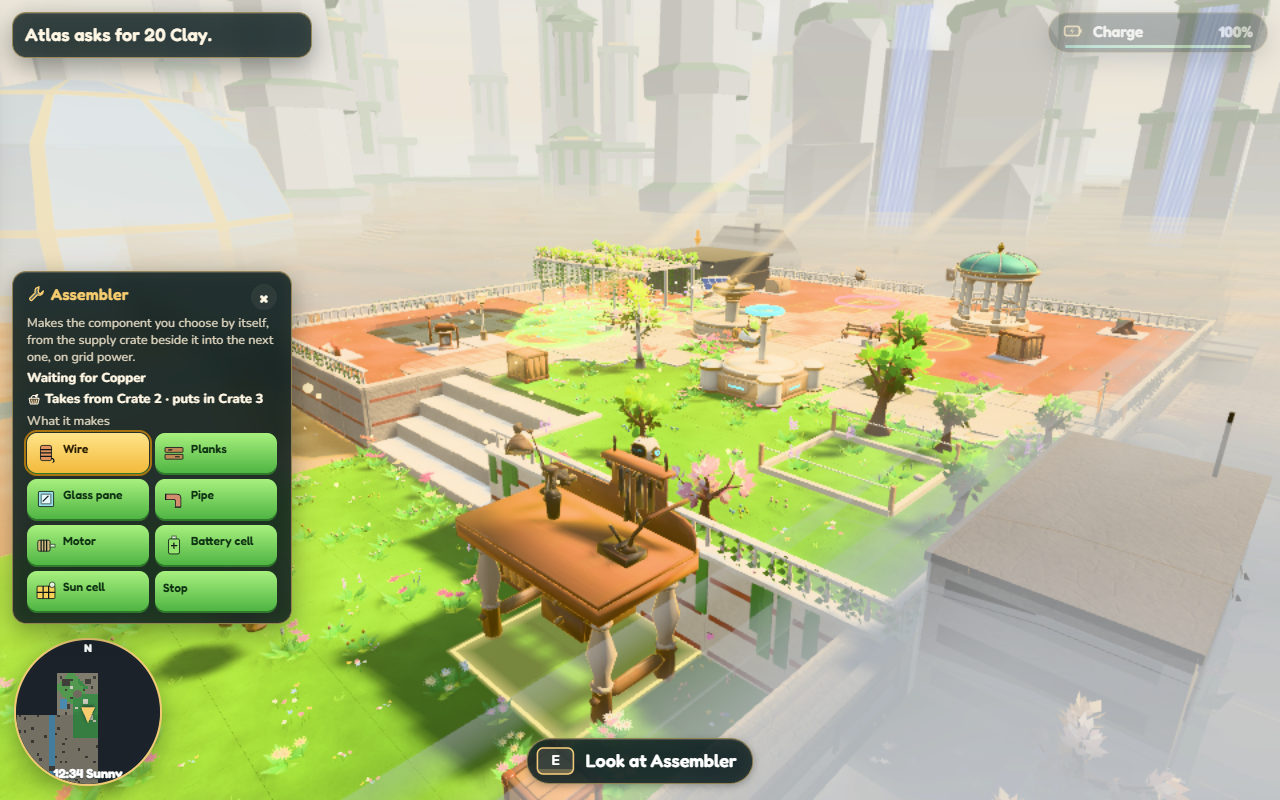 Atlas asks for 20 Clay.
Charge 100%
Assembler
Makes the component you choose by itself,
from the supply crate beside it into the next
one, on grid power.
Waiting for Copper
Takes from Crate 2 · puts in Crate 3
What it makes
Wire
Planks
Glass pane
Pipe
Motor
Battery cell
Sun cell
Stop
N
12:34 Sunny
E Look at Assembler